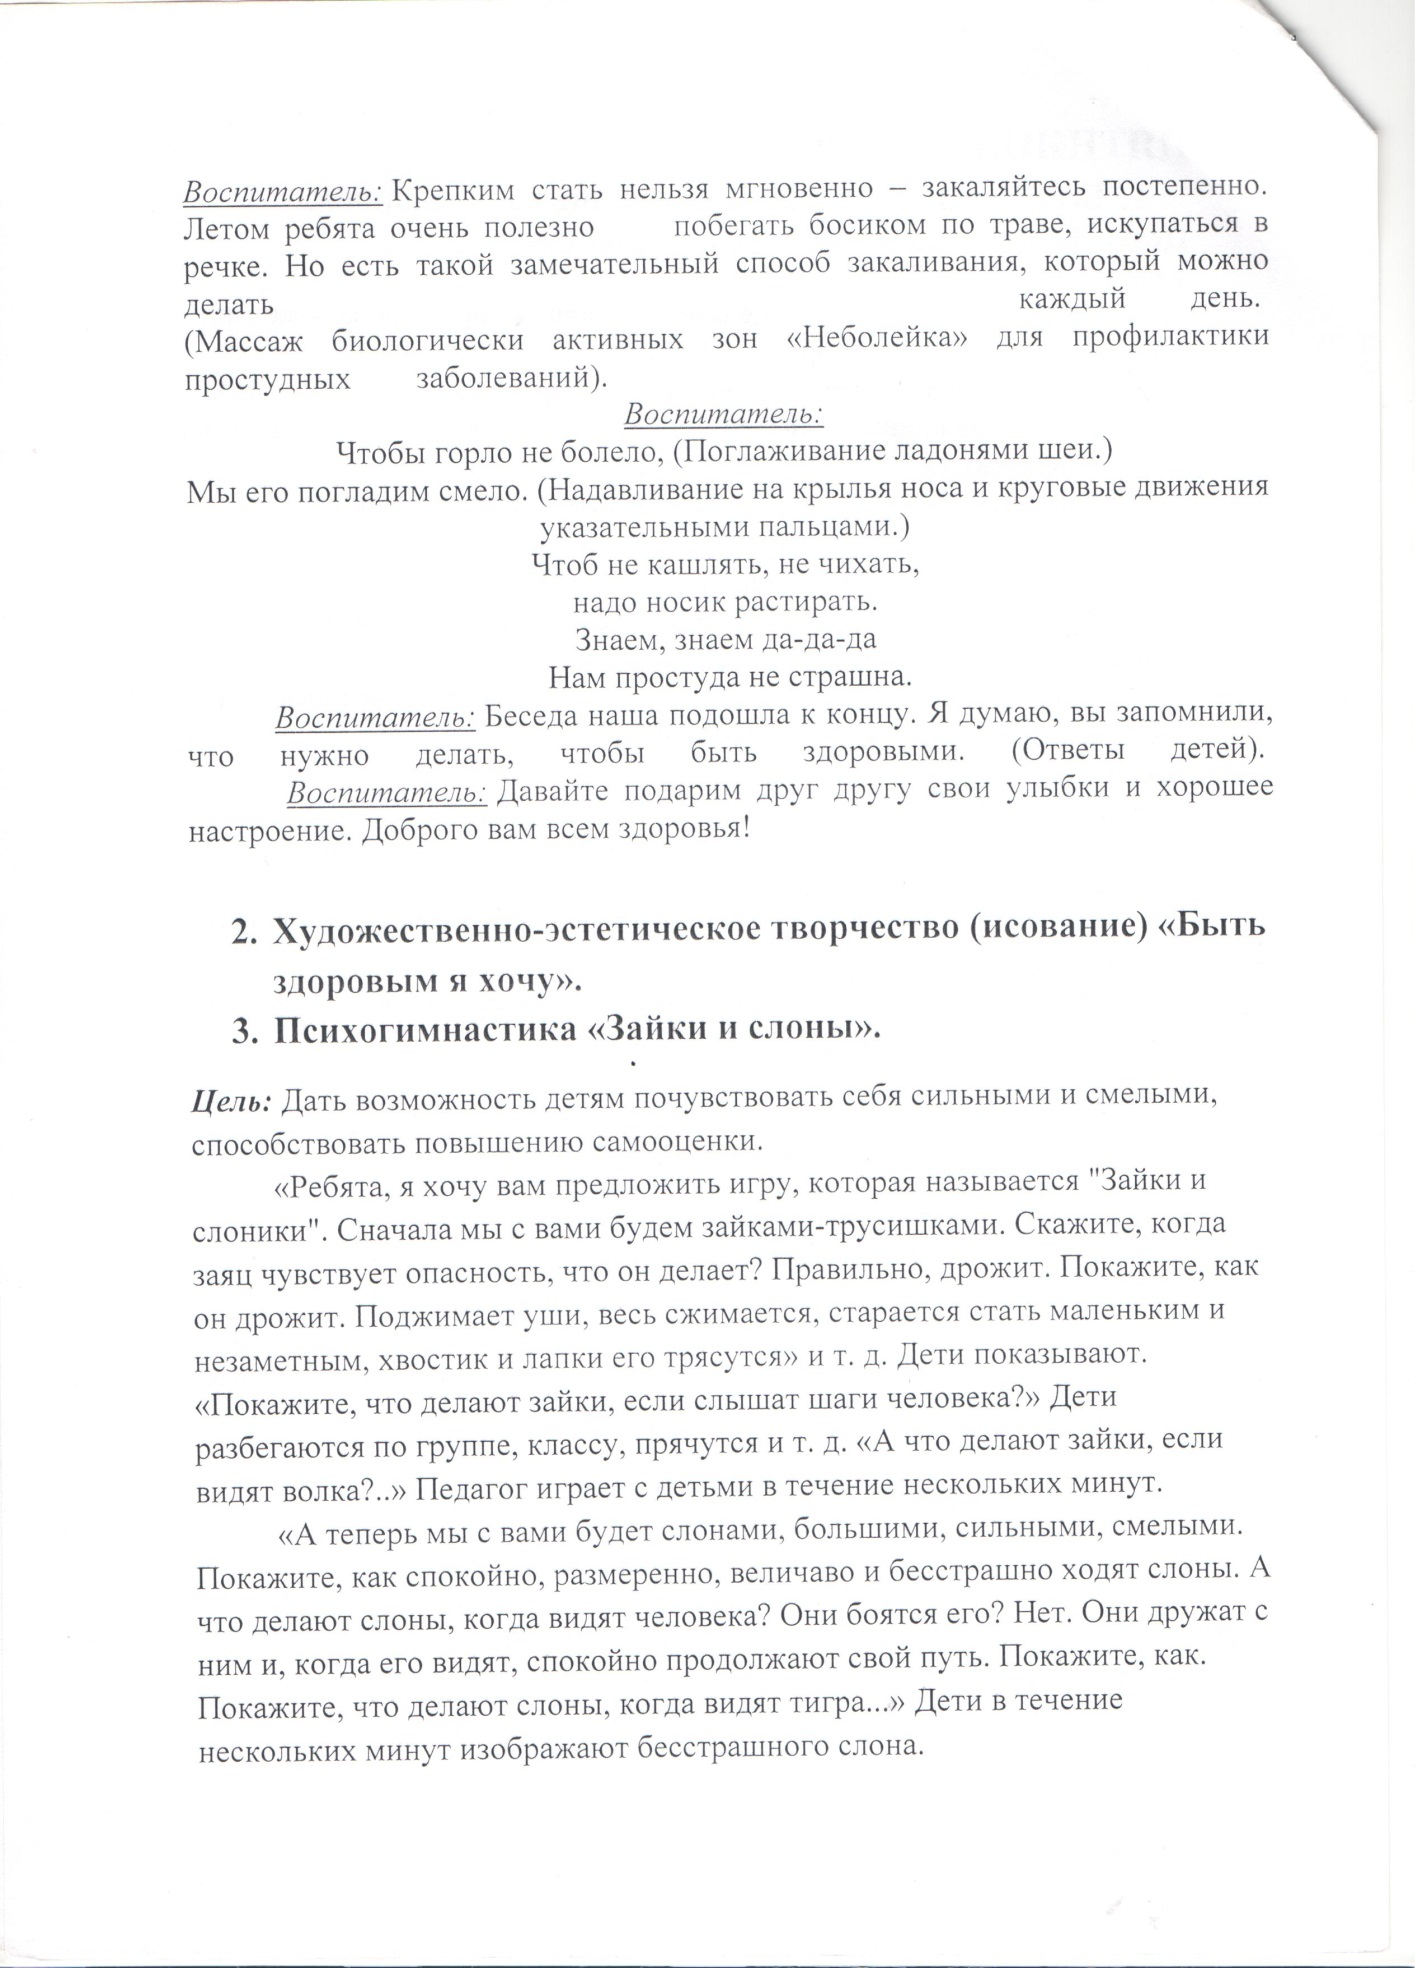 Воспитатель: Крепким стать нельзя мгновенно – закаляйтесь постепенно.
Летом ребята очень полезно побегать босиком по траве, искупаться в
речке. Но есть такой замечательный способ закаливания, который можно
делать каждый день.
(Массаж биологически активных зон «Неболейка» для профилактики
простудных заболеваний).
Воспитатель:
Чтобы горло не болело, (Поглаживание ладонями шеи.)
Мы его погладим смело. (Надавливание на крылья носа и круговые движения
указательными пальцами.)
Чтоб не кашлять, не чихать,
надо носик растирать.
Знаем, знаем да-да-да
Нам простуда не страшна.
Воспитатель: Беседа наша подошла к концу. Я думаю, вы запомнили,
что нужно делать, чтобы быть здоровыми. (Ответы детей).
Воспитатель: Давайте подарим друг другу свои улыбки и хорошее
настроение. Доброго вам всем здоровья!
2. Художественно-эстетическое творчество (исование) «Быть
здоровым я хочу».
3. Психогимнастика «Зайки и слоны».
Цель: Дать возможность детям почувствовать себя сильными и смелыми,
способствовать повышению самооценки.
«Ребята, я хочу вам предложить игру, которая называется "Зайки и
слоники". Сначала мы с вами будем зайками-трусишками. Скажите, когда
заяц чувствует опасность, что он делает? Правильно, дрожит. Покажите, как
он дрожит. Поджимает уши, весь сжимается, старается стать маленьким и
незаметным, хвостик и лапки его трясутся» и т. д. Дети показывают.
«Покажите, что делают зайки, если слышат шаги человека?» Дети
разбегаются по группе, классу, прячутся и т. д. «А что делают зайки, если
видят волка?..» Педагог играет с детьми в течение нескольких минут.
«А теперь мы с вами будет слонами, большими, сильными, смелыми.
Покажите, как спокойно, размеренно, величаво и бесстрашно ходят слоны. А
что делают слоны, когда видят человека? Они боятся его? Нет. Они дружат с
ним и, когда его видят, спокойно продолжают свой путь. Покажите, как.
Покажите, что делают слоны, когда видят тигра...» Дети в течение
нескольких минут изображают бесстрашного слона.